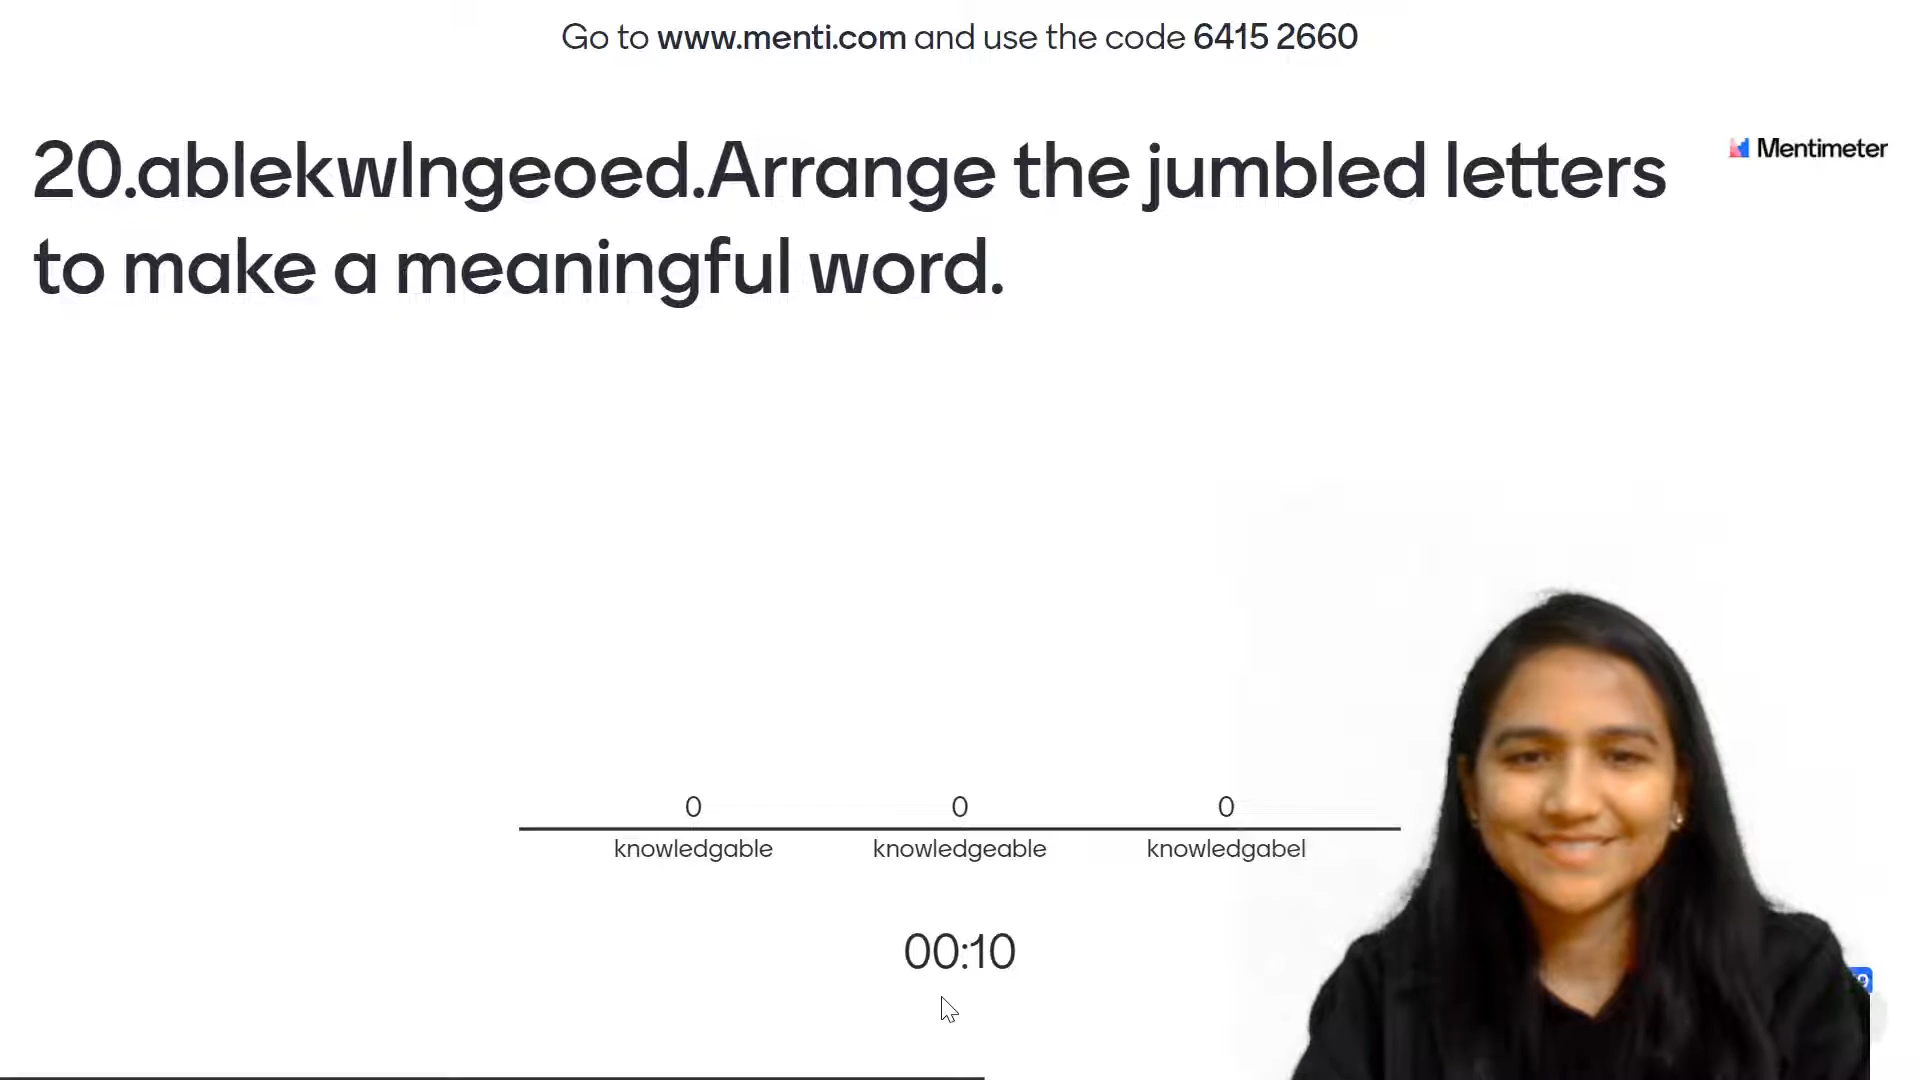 Go to www.menti.com and use the code 6415 2660
20.ablekwlngeoed.Arrange the jumbled letters
Mentimeter
to make a meaningful word.
0 0 0
knowledgable knowledgeable knowledgabel
00:10